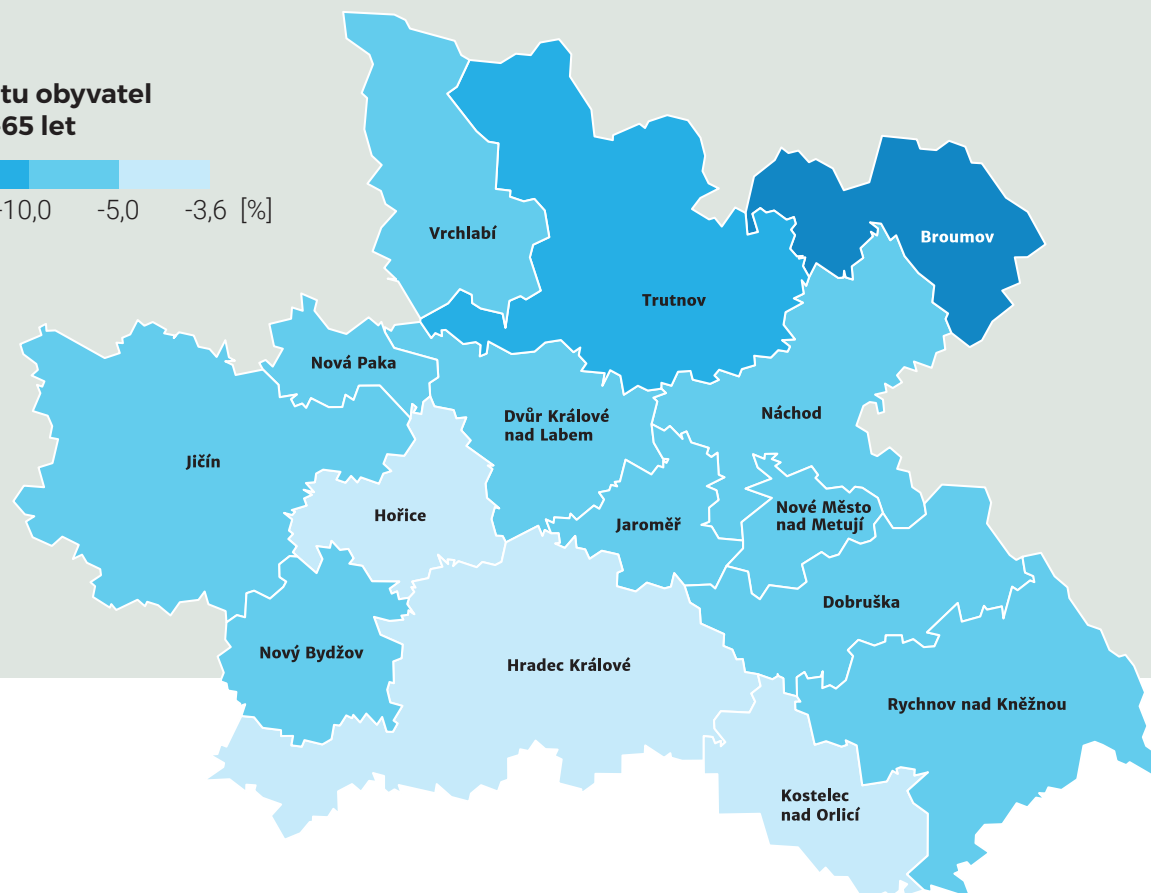 tu obyvatel
65 let
-10,0 -5,0 -3,6 [%]
Vrchlabí
Broumov
Trutnov
Nová Paka
Dvůr Králové
nad Labem
Náchod
Jičín
Hořice
Jaroměř
Nové Město
nad Metují
Dobruška
Nový Bydžov
Hradec Králové
Rychnov nad Kněžnou
Kostelec
nad Orlicí